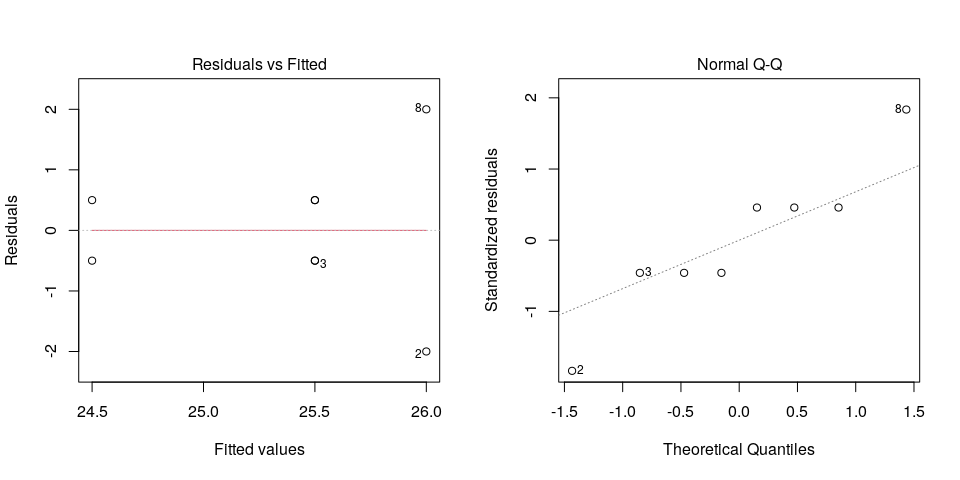 Residuals vs Fitted
Residuals
2
1
0
-1
-2
8
3
2
24.5 25.0 25.5 26.0
Fitted values
Normal Q-Q
Standardized residuals
2
1
0
-1
8
3
2
-1.5 -1.0 -0.5 0.0 0.5 1.0 1.5
Theoretical Quantiles